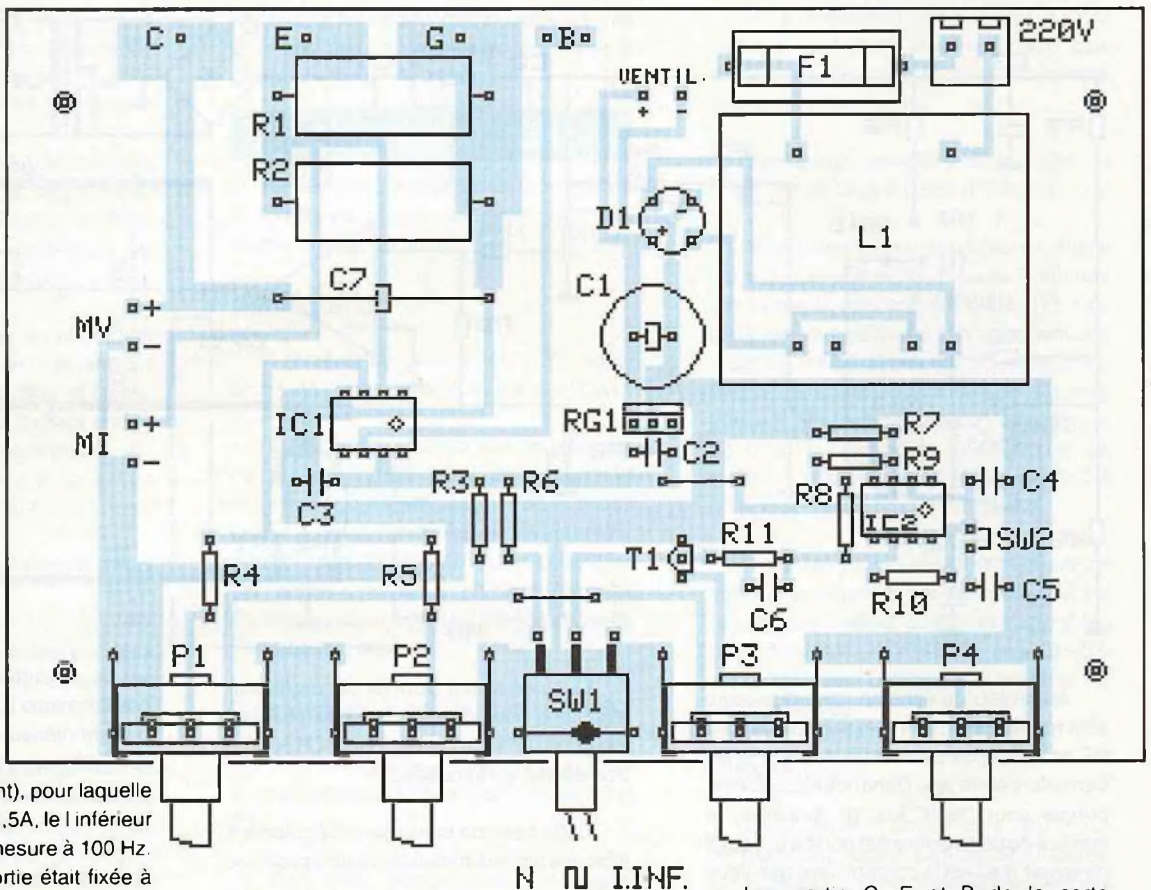 C E G B 220V
F1
VENTIL.
+ -
R1
R2
D1
- +
L1
C7
C1
MV + -
MI + -
IC1
RG1
C2
R7
R9
C3
R3 R6
R8
IC2
C4
SW2
R4
R5
T1
R11
C6
R10
C5
P1 P2 SW1 P3 P4
N I.INF.
nt), pour laquelle
,5A, le I inférieur
mesure à 100 Hz.
rtie était fixée à